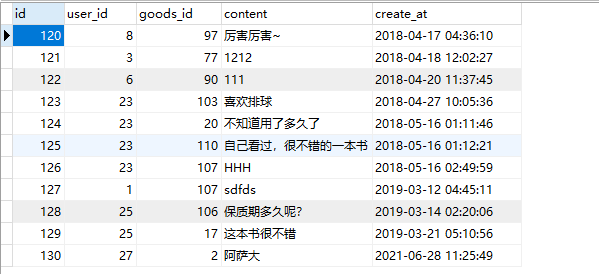 id user_id goods_id content create_at
120 8 97 厉害厉害~ 2018-04-17 04:36:10
121 3 77 1212 2018-04-18 12:02:27
122 6 90 111 2018-04-20 11:37:45
123 23 103 喜欢排球 2018-04-27 10:05:36
124 23 20 不知道用了多久了 2018-05-16 01:11:46
125 23 110 自己看过，很不错的一本书 2018-05-16 01:12:21
126 23 107 HHH 2018-05-16 02:49:59
127 1 107 sdfds 2019-03-12 04:45:11
128 25 106 保质期多久呢? 2019-03-14 02:20:06
129 25 17 这本书很不错 2019-03-21 05:10:56
130 27 2 阿萨大 2021-06-28 11:25:49